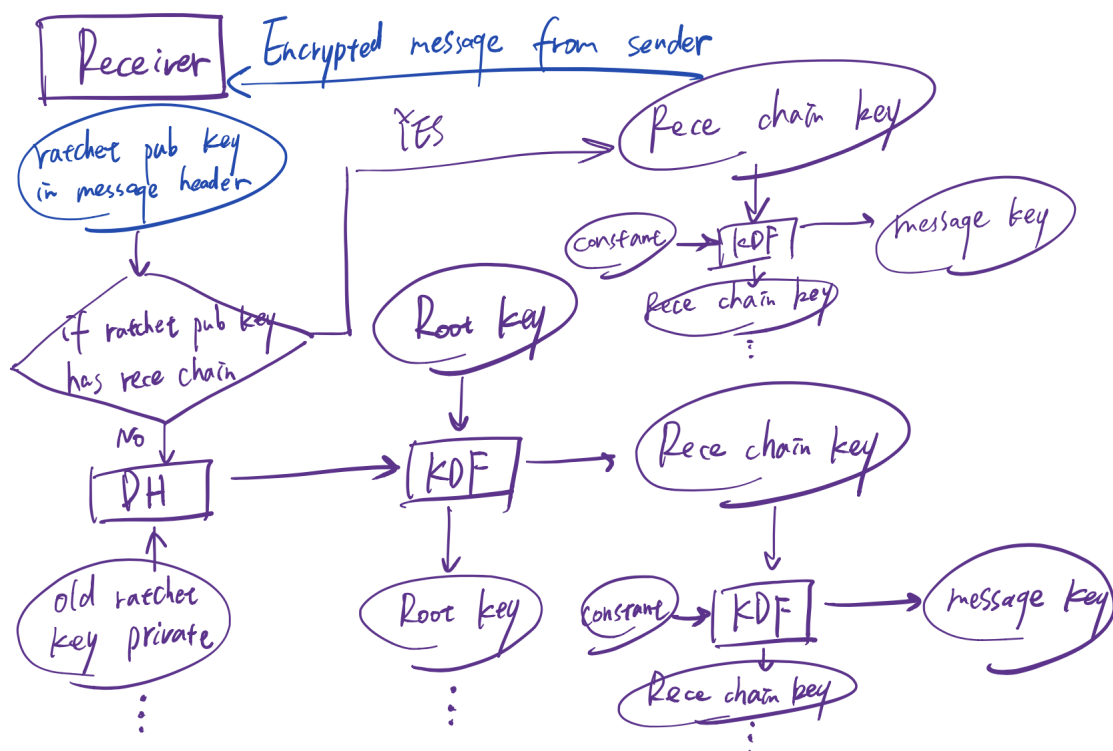 Receiver
Encrypted message from sender
ratchet pub key
in message header
YES
Rece chain key
constant
KDF
message key
Rece chain key
if ratchet pub key
has rece chain
Root key
No
DH
KDF
Rece chain key
old ratchet
key private
Root key
constant
KDF
message key
Rece chain key